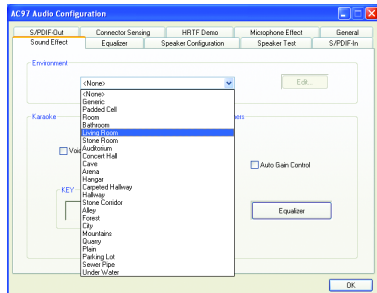 AC97 Audio Configuration
S/PDIF-Out Connector Sensing HRTF Demo Microphone Effect General
Sound Effect Equalizer Speaker Configuration Speaker Test S/PDIF-In
Environment
<None> Edit...
<None>
Generic
Padded Cell
Karaoke
Room
Bathroom
Living Room
Stone Room
Auditorium
Concert Hall
Cave
Arena
Auto Gain Control
Hangar
Carpeted Hallway
Hallway
KEY
Stone Corridor
Alley
Equalizer
Forest
City
Mountains
Quarry
Plain
Parking Lot
Sewer Pipe
Under Water
OK